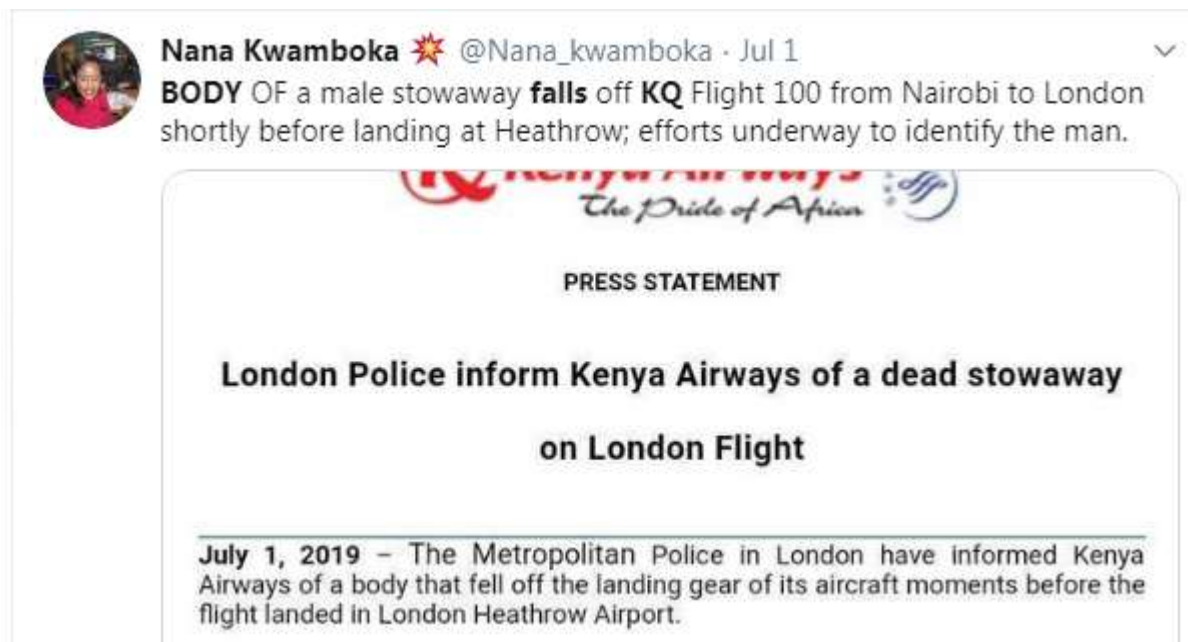 Nana Kwamboka 💥 @Nana_kwamboka · Jul 1
BODY OF a male stowaway falls off KQ Flight 100 from Nairobi to London
shortly before landing at Heathrow; efforts underway to identify the man.
Kenya Airways
The Pride of Africa
PRESS STATEMENT
London Police inform Kenya Airways of a dead stowaway
on London Flight
July 1, 2019 – The Metropolitan Police in London have informed Kenya
Airways of a body that fell off the landing gear of its aircraft moments before the
flight landed in London Heathrow Airport.